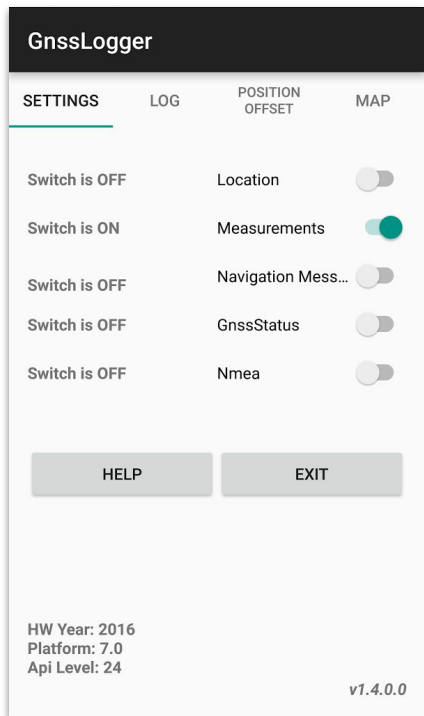 GnssLogger
SETTINGS LOG POSITION OFFSET MAP
Switch is OFF Location
Switch is ON Measurements
Switch is OFF Navigation Mess...
Switch is OFF GnssStatus
Switch is OFF Nmea
HELP EXIT
HW Year: 2016
Platform: 7.0
Api Level: 24
v1.4.0.0